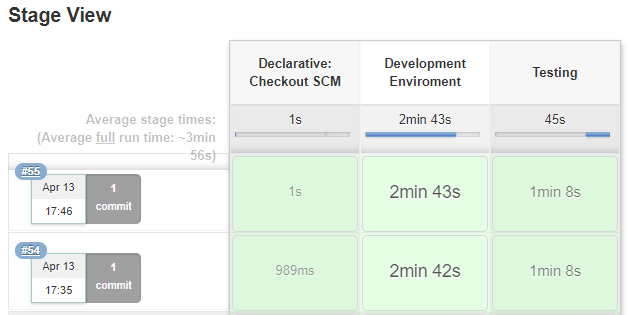 Stage View
Declarative:
Checkout SCM
Development
Enviroment
Testing
Average stage times:
(Average full run time: ~3min
56s)
1s
2min 43s
45s
#55
Apr 13
17:46
1
commit
1s
2min 43s
1min 8s
#54
Apr 13
17:35
1
commit
989ms
2min 42s
1min 8s